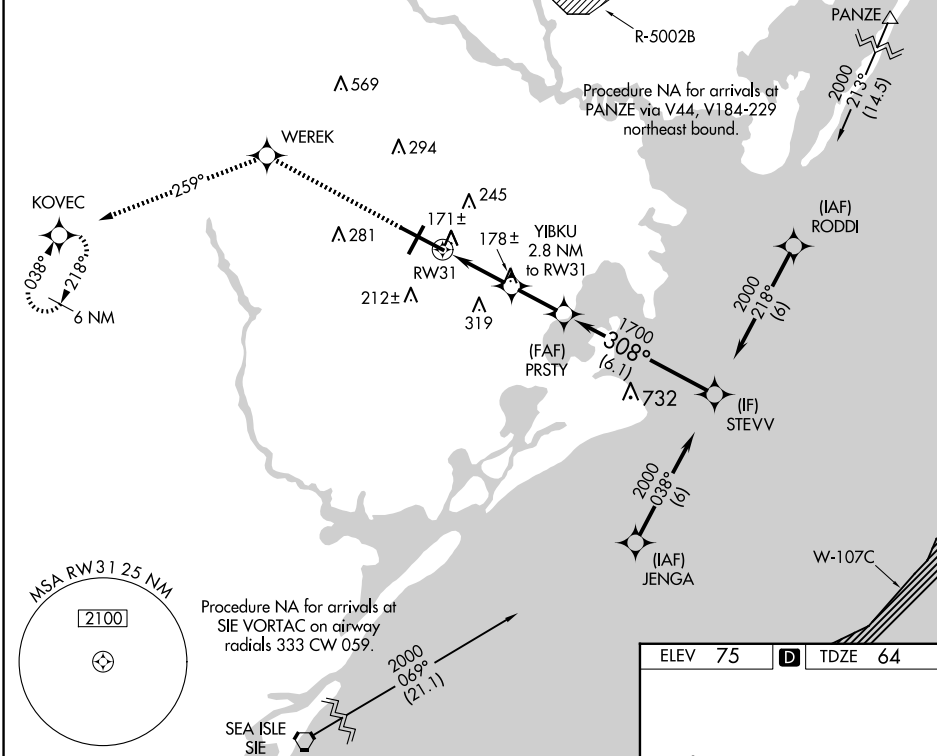 R-5002B
PANZE
2000
213°
(14.5)
Procedure NA for arrivals at
PANZE via V44, V184-229
northeast bound.
569
WEREK
294
259°
KOVEC
038°
218°
6 NM
245
171±
281
178±
YIBKU
2.8 NM
to RW31
RW31
212±
319
(IAF)
RODDI
2000
218°
(6)
(FAF)
PRSTY
1700
308°
(6.1)
732
(IF)
STEVV
2000
038°
(6)
(IAF)
JENGA
W-107C
MSA RW31 25 NM
2100
Procedure NA for arrivals at
SIE VORTAC on airway
radials 333 CW 059.
2000
069°
(21.1)
SEA ISLE
SIE
ELEV 75 D TDZE 64